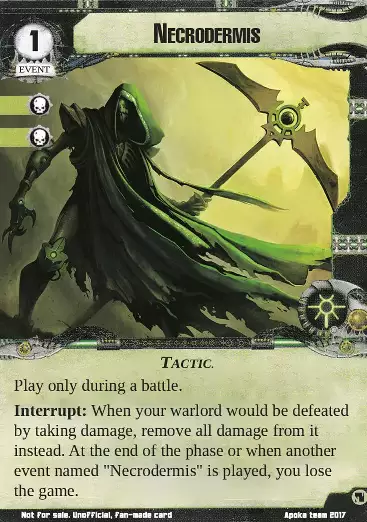 Necrodermis
1
EVENT
Tactic.
Play only during a battle.
Interrupt: When your warlord would be defeated
by taking damage, remove all damage from it
instead. At the end of the phase or when another
event named "Necrodermis" is played, you lose
the game.
Not for sale. Unofficial, Fan-made card
Apoka team 2017